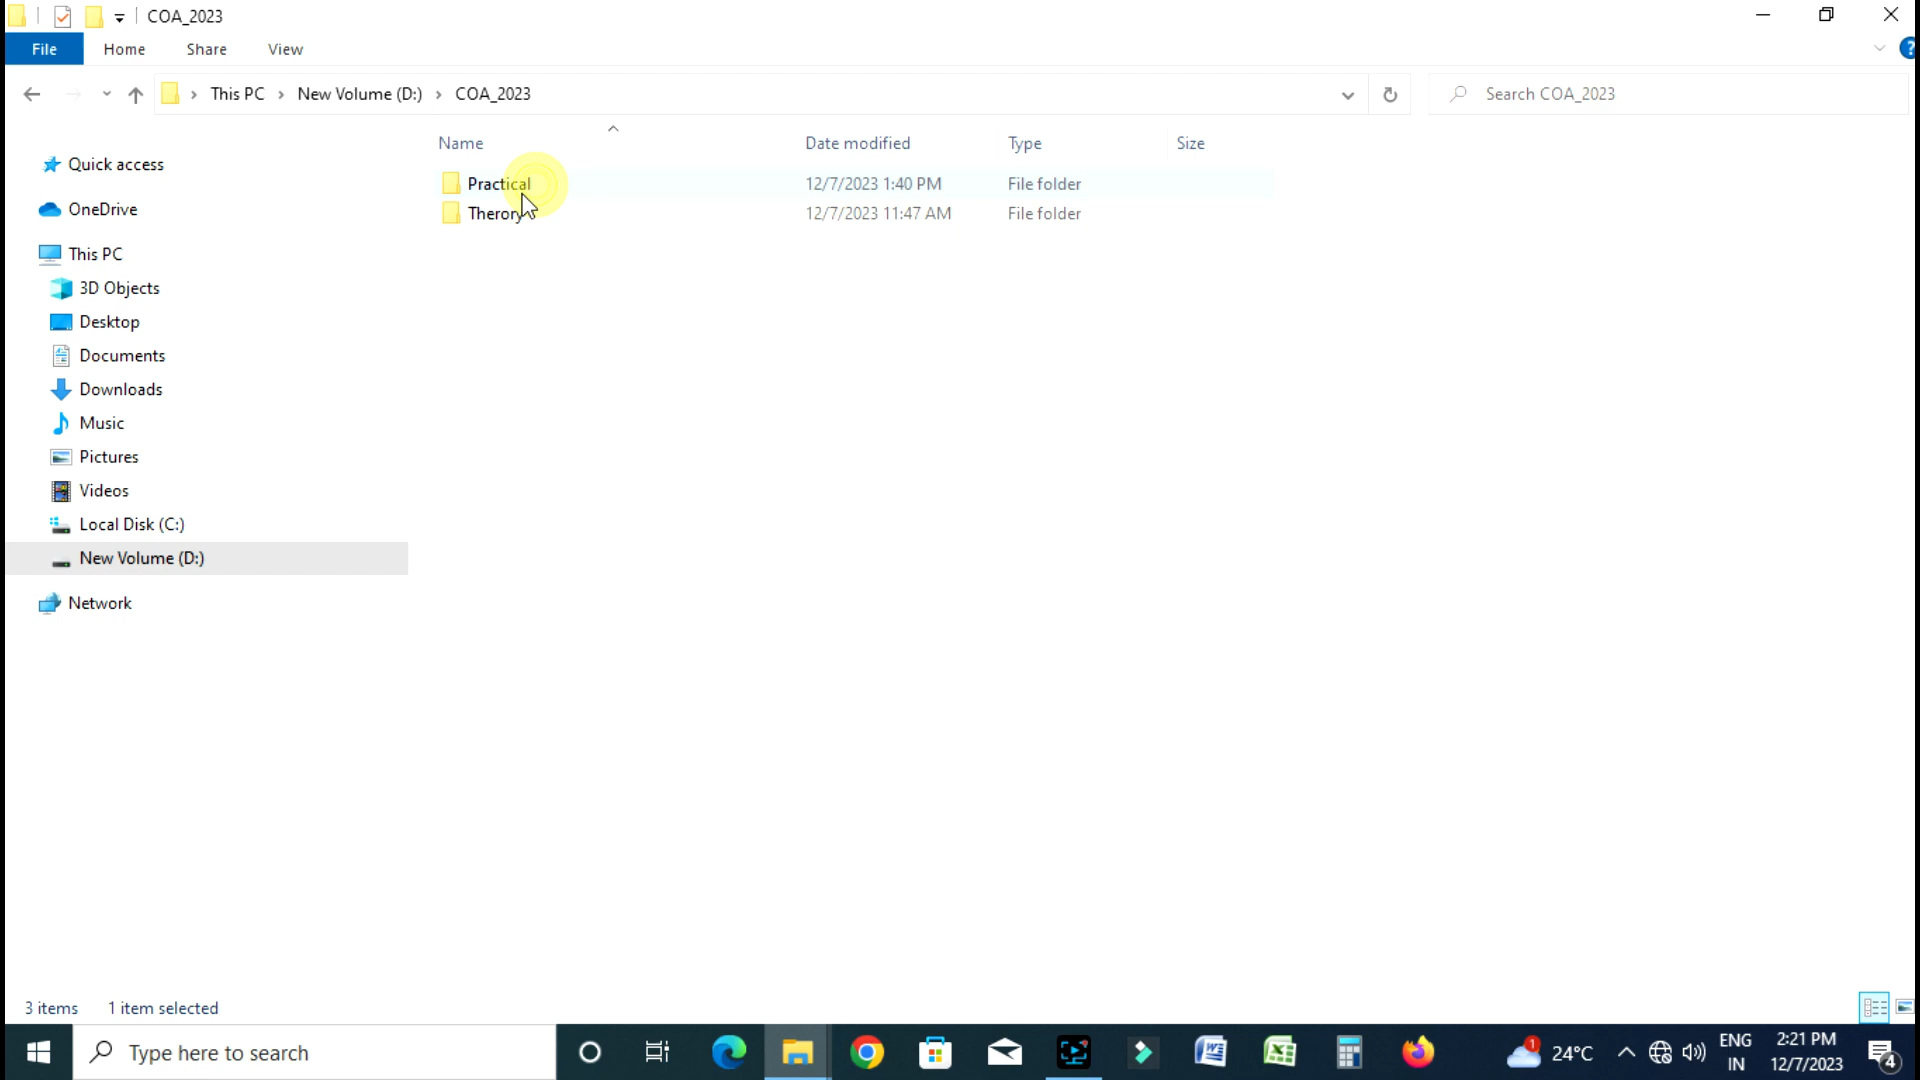 COA_2023
File Home Share View
This PC New Volume (D:) COA_2023
Search COA_2023
Name Date modified Type Size
Practical 12/7/2023 1:40 PM File folder
Therory 12/7/2023 11:47 AM File folder
Quick access
OneDrive
This PC
3D Objects
Desktop
Documents
Downloads
Music
Pictures
Videos
Local Disk (C:)
New Volume (D:)
Network
3 items 1 item selected
Type here to search
1
24°C
ENG
IN
2:21 PM
12/7/2023
4